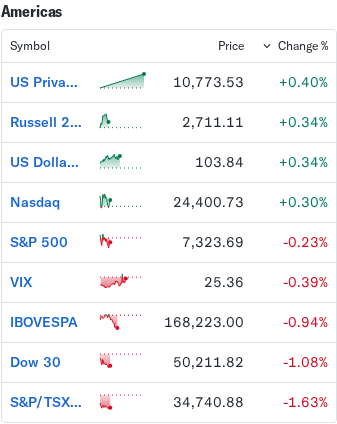 Americas
Symbol Price Change %
US Priva... 10,773.53 +0.40%
Russell 2... 2,711.11 +0.34%
US Dolla... 103.84 +0.34%
Nasdaq 24,400.73 +0.30%
S&P 500 7,323.69 -0.23%
VIX 25.36 -0.39%
IBOVESPA 168,223.00 -0.94%
Dow 30 50,211.82 -1.08%
S&P/TSX... 34,740.88 -1.63%